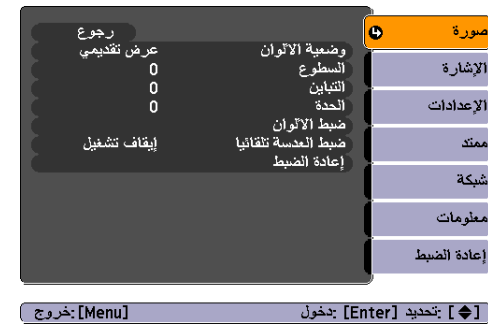 صورة
الإشارة
الإعدادات
ممتد
شبكة
معلومات
إعادة الضبط
رجوع
وضعية الألوان عرض تقديمي
السطوع 0
التباين 0
الحدة 0
ضبط الألوان
ضبط العدسة تلقائيا إيقاف تشغيل
إعادة الضبط
[◆] :تحديد [Enter] :دخول [Menu] :خروج